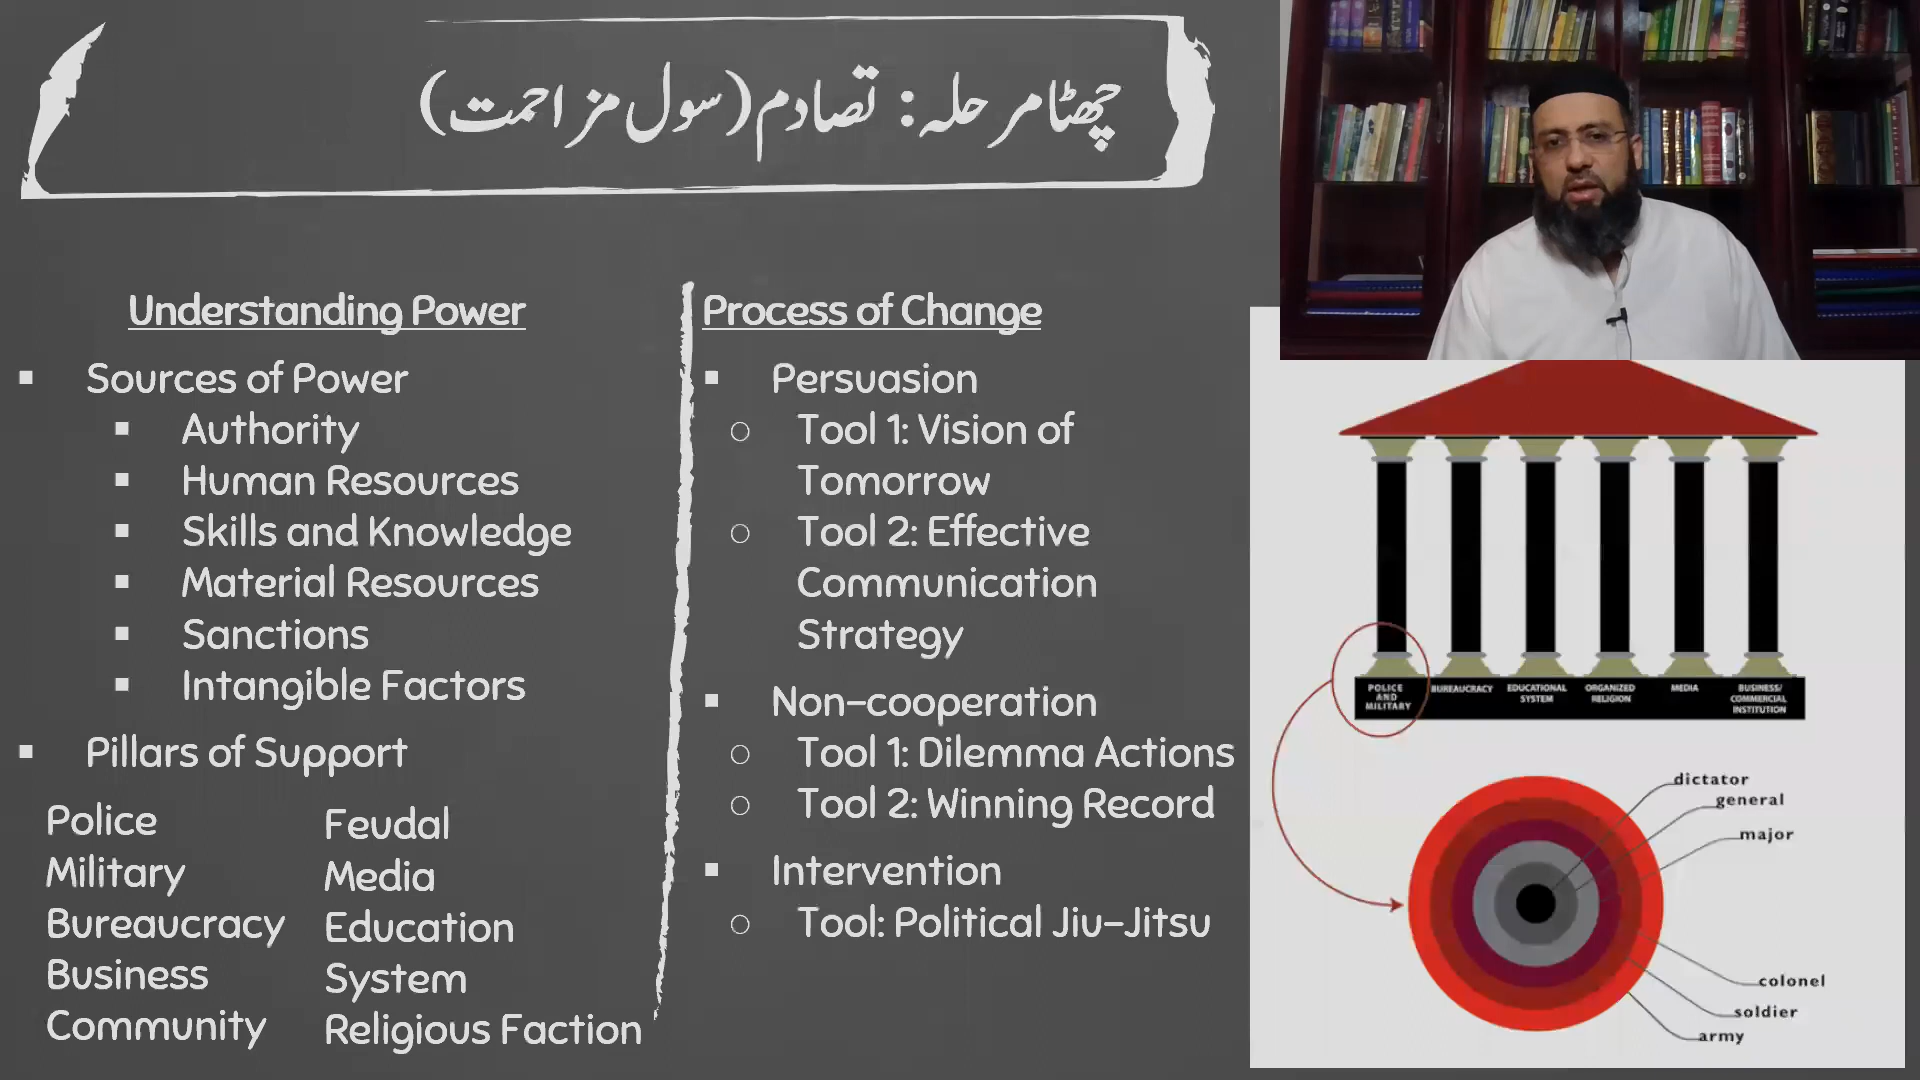 چھٹا مرحلہ: تصادم (سول مزاحمت)
Understanding Power
▪ Sources of Power
▪ Authority
▪ Human Resources
▪ Skills and Knowledge
▪ Material Resources
▪ Sanctions
▪ Intangible Factors
▪ Pillars of Support
Police
Military
Bureaucracy
Business
Community
Feudal
Media
Education
System
Religious Faction
Process of Change
▪ Persuasion
○ Tool 1: Vision of
Tomorrow
○ Tool 2: Effective
Communication
Strategy
▪ Non-cooperation
○ Tool 1: Dilemma Actions
○ Tool 2: Winning Record
▪ Intervention
○ Tool: Political Jiu-Jitsu
POLICE
AND
MILITARY
BUREAUCRACY
EDUCATIONAL
SYSTEM
ORGANIZED
RELIGION
MEDIA
BUSINESS/
COMMERCIAL
INSTITUTION
dictator
general
major
colonel
soldier
army